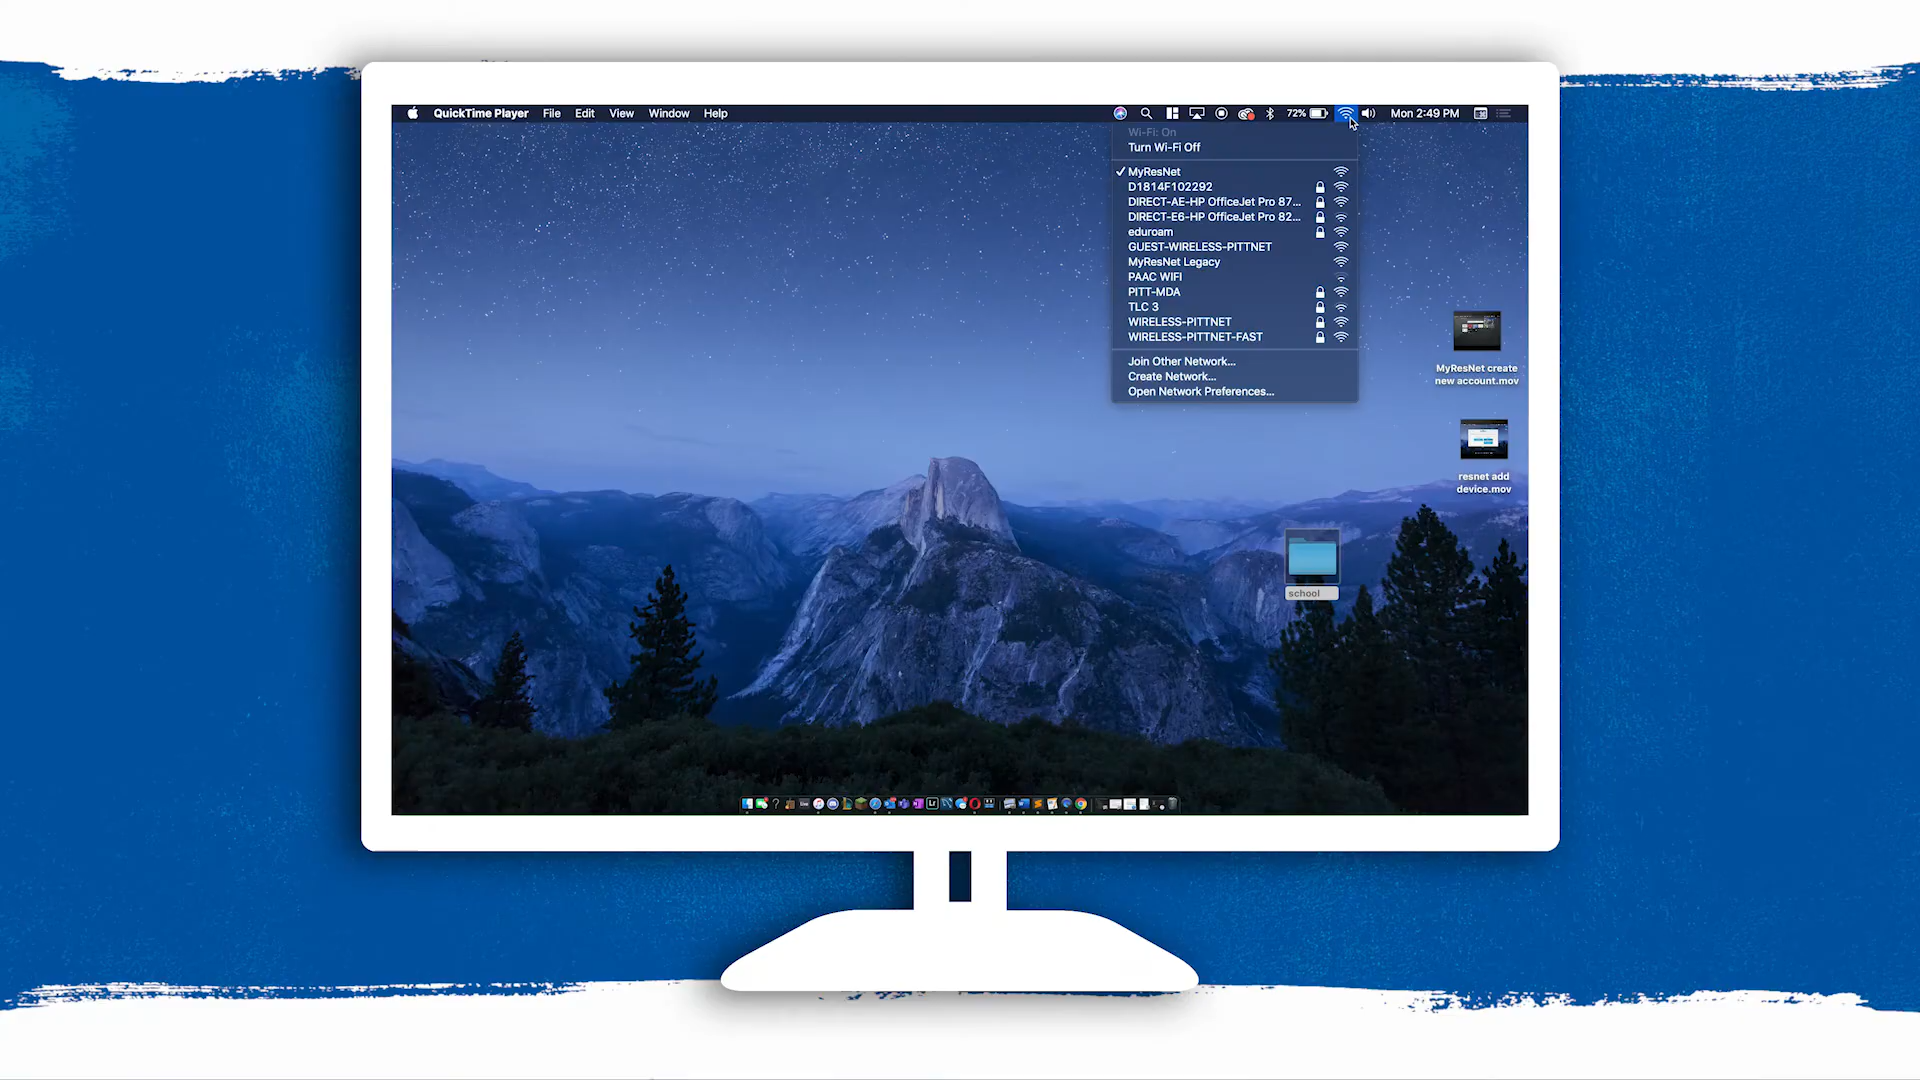 QuickTime Player File Edit View Window Help 72% Mon 2:49 PM
Wi-Fi: On
Turn Wi-Fi Off
MyResNet
D1814F102292
DIRECT-AE-HP OfficeJet Pro 87...
DIRECT-E6-HP OfficeJet Pro 82...
eduroam
GUEST-WIRELESS-PITTNET
MyResNet Legacy
PAAC WIFI
PITT-MDA
TLC 3
WIRELESS-PITTNET
WIRELESS-PITTNET-FAST
Join Other Network...
Create Network...
Open Network Preferences...
MyResNet create
new account.mov
resnet add
device.mov
school